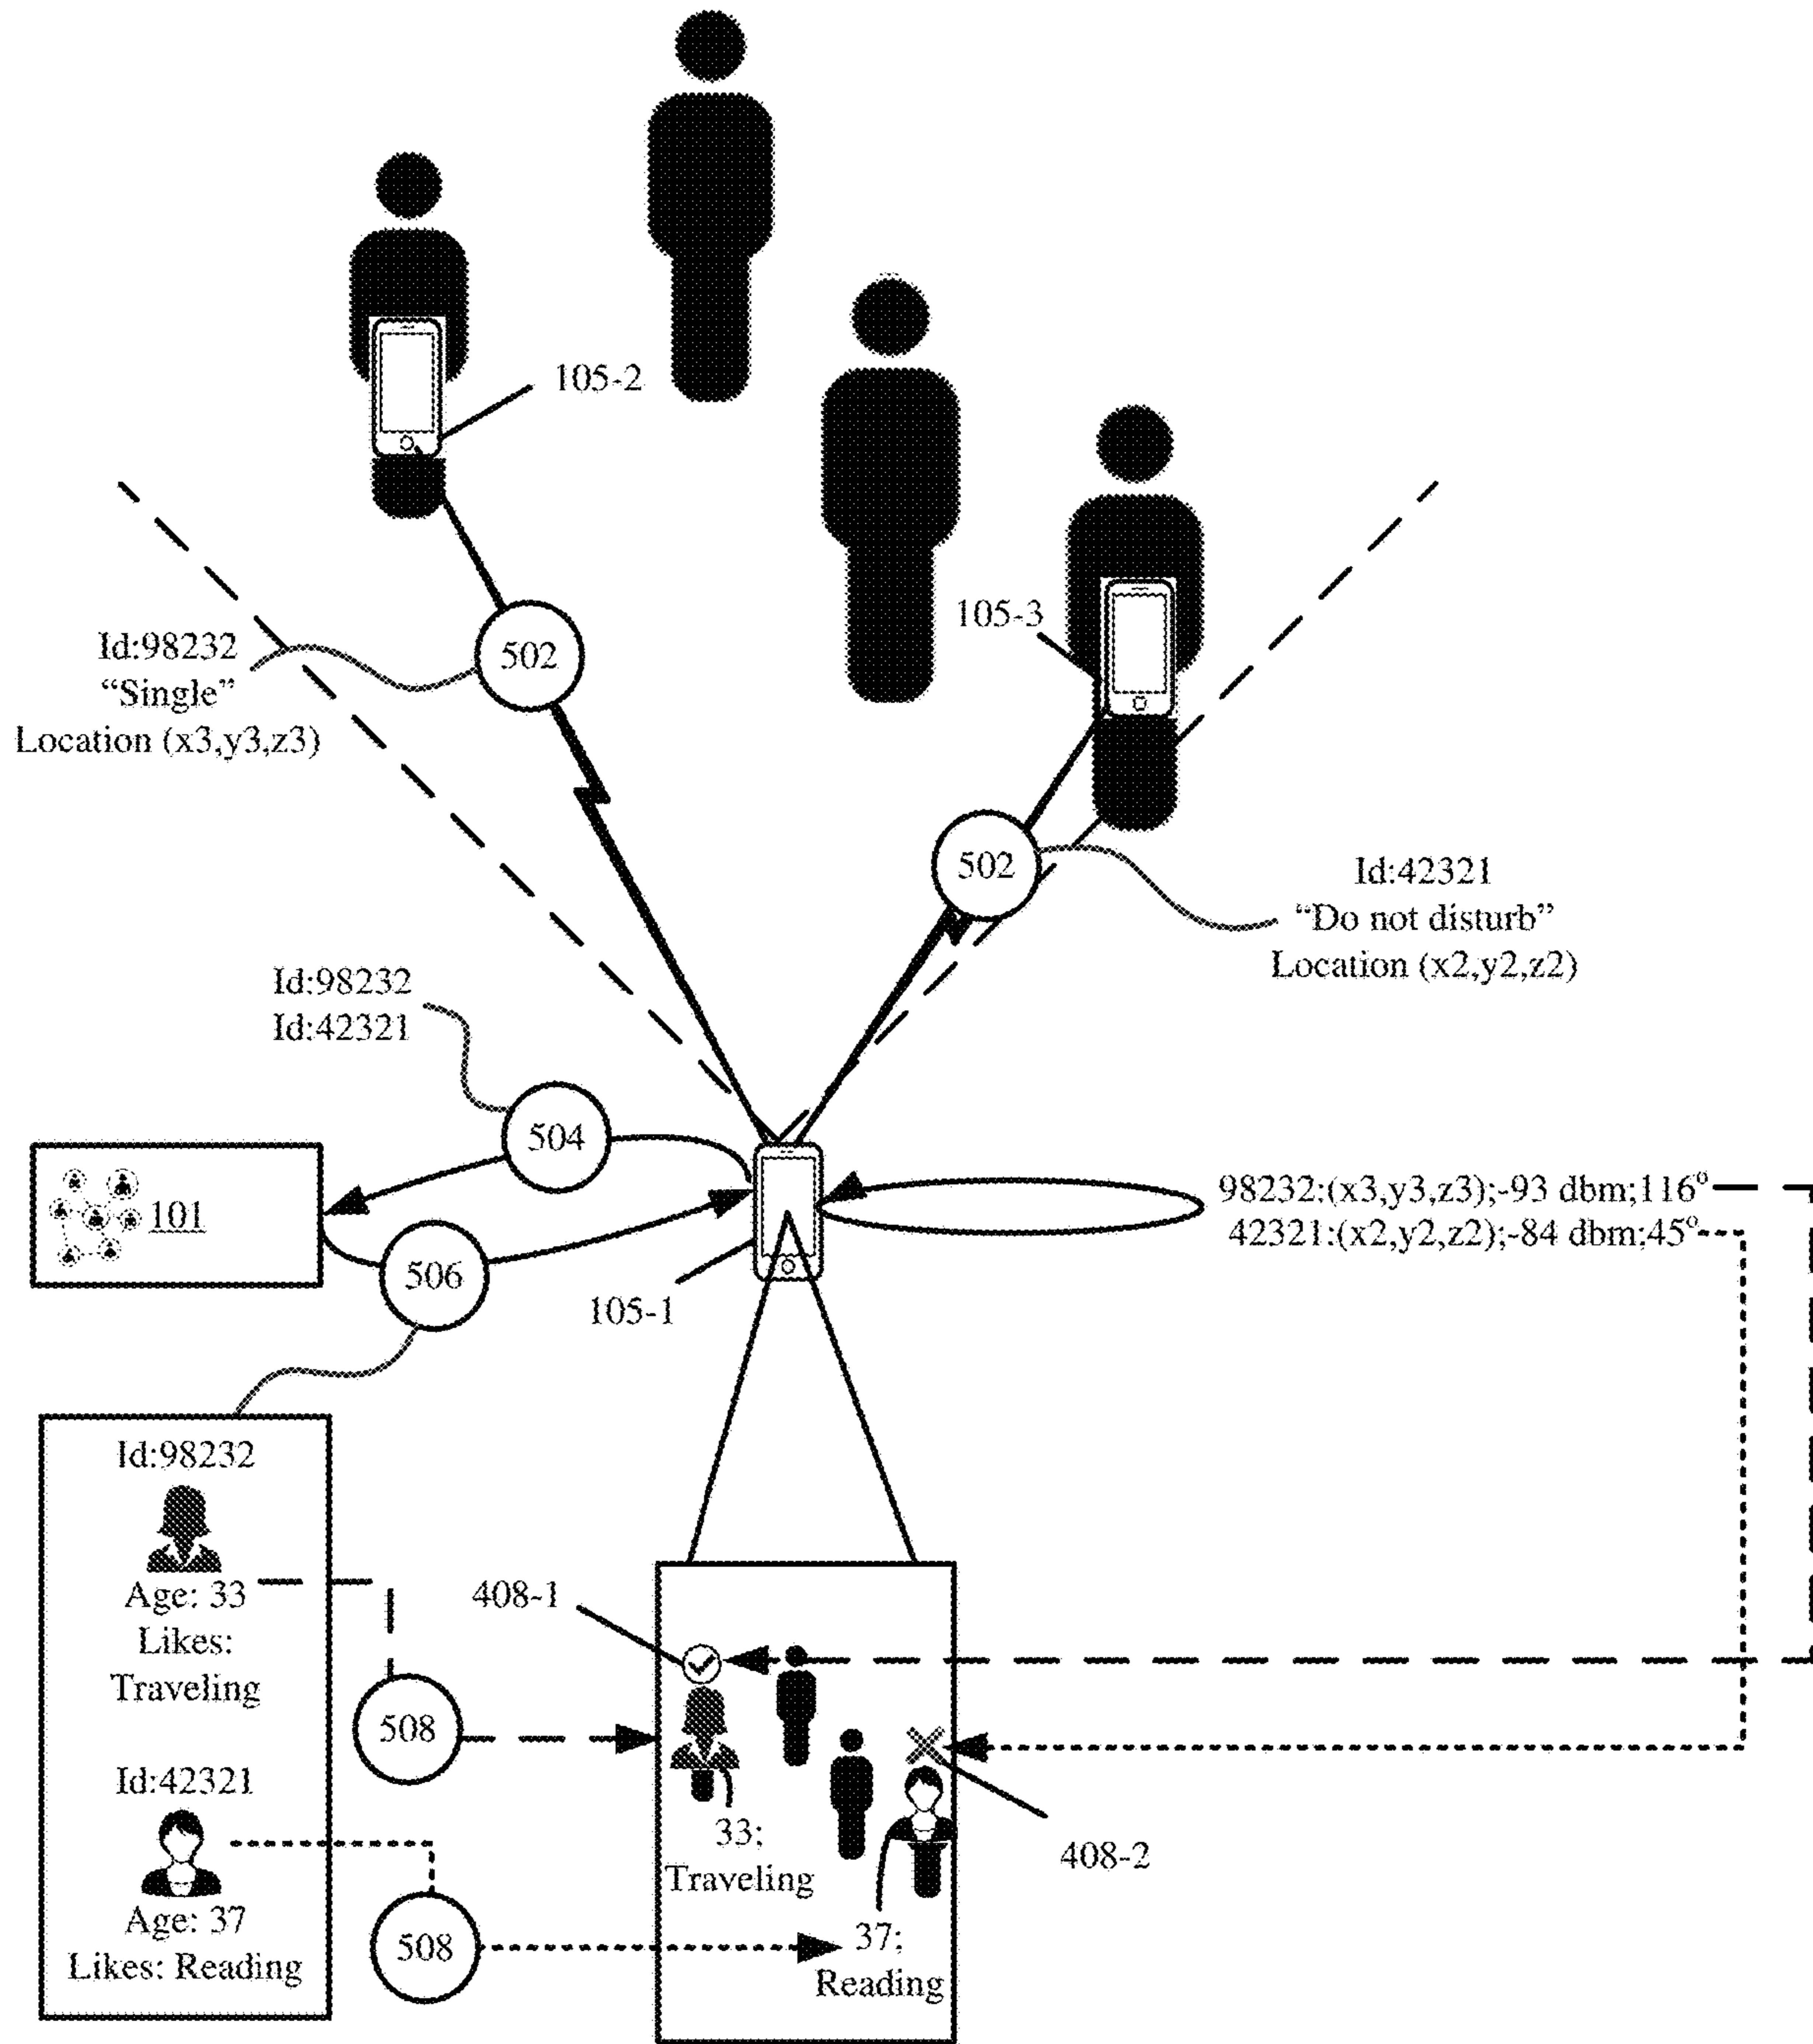 105-2
105-3
Id:98232
“Single”
Location (x3,y3,z3)
502
502
Id:42321
“Do not disturb”
Location (x2,y2,z2)
Id:98232
Id:42321
504
101
98232:(x3,y3,z3);-93 dbm;116º
42321:(x2,y2,z2);-84 dbm;45º
506
105-1
Id:98232
Age: 33
Likes:
Traveling
408-1
508
Id:42321
33;
Traveling
408-2
Age: 37
Likes: Reading
508
37;
Reading